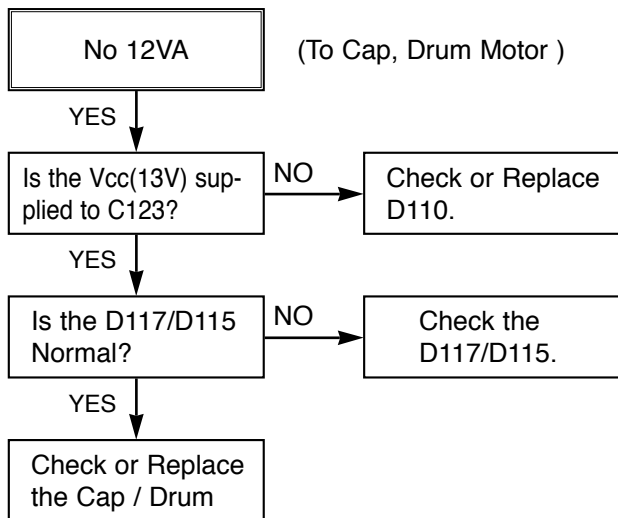 No 12VA
(To Cap, Drum Motor )
YES
Is the Vcc(13V) sup-
plied to C123?
NO
Check or Replace
D110.
YES
Is the D117/D115
Normal?
NO
Check the
D117/D115.
YES
Check or Replace
the Cap / Drum